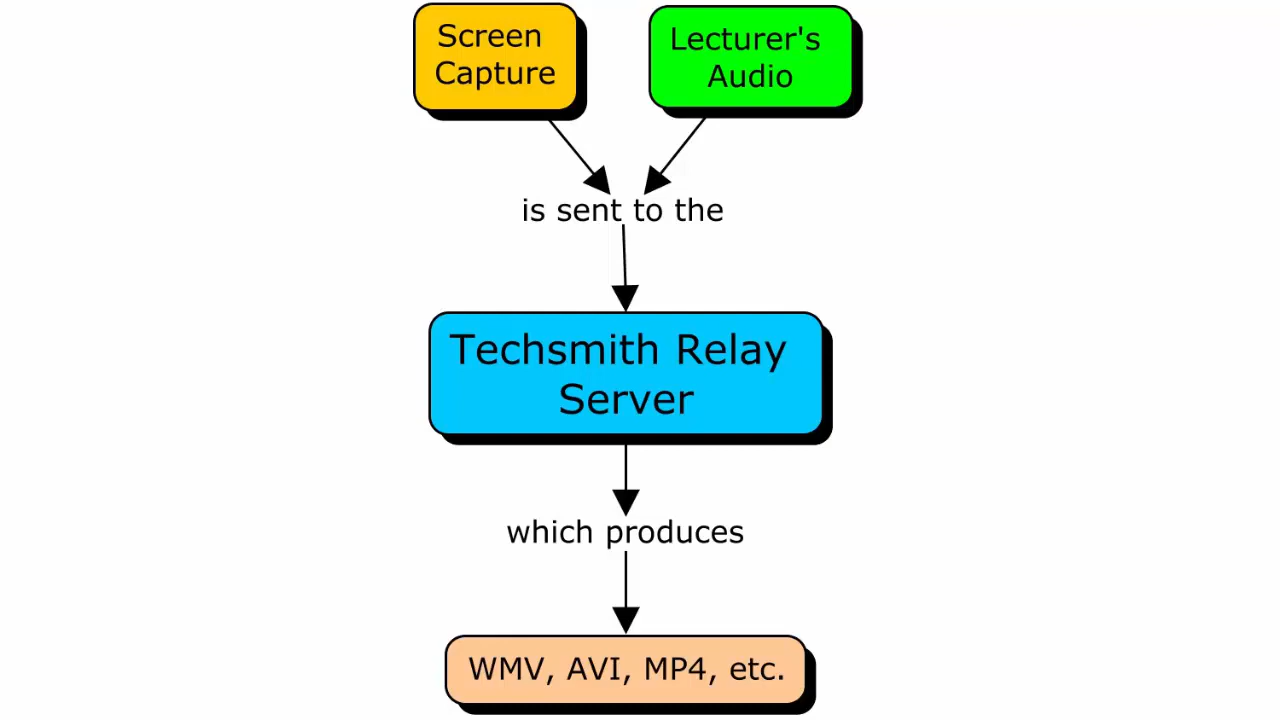 Screen
Capture
Lecturer's
Audio
is sent to the
Techsmith Relay
Server
which produces
WMV, AVI, MP4, etc.